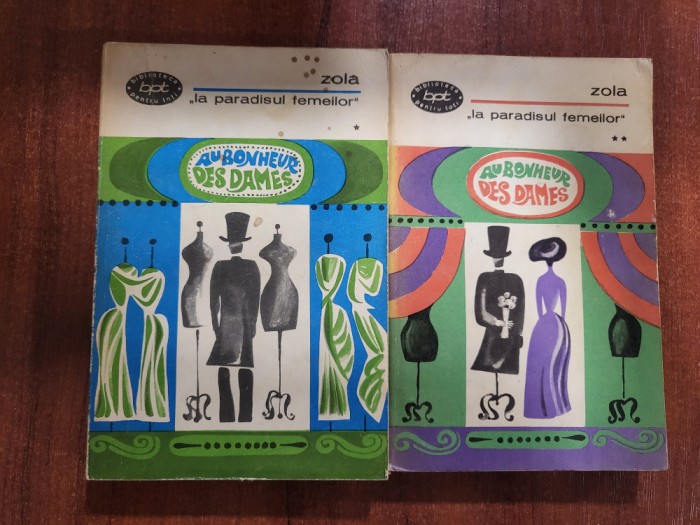 biblioteca
bpt
pentru toți
zola
„la paradisul femeilor"
*
AU BONHEUR
DES DAMES
biblioteca
bpt
pentru toți
zola
„la paradisul femeilor"
**
AU BONHEUR
DES DAMES